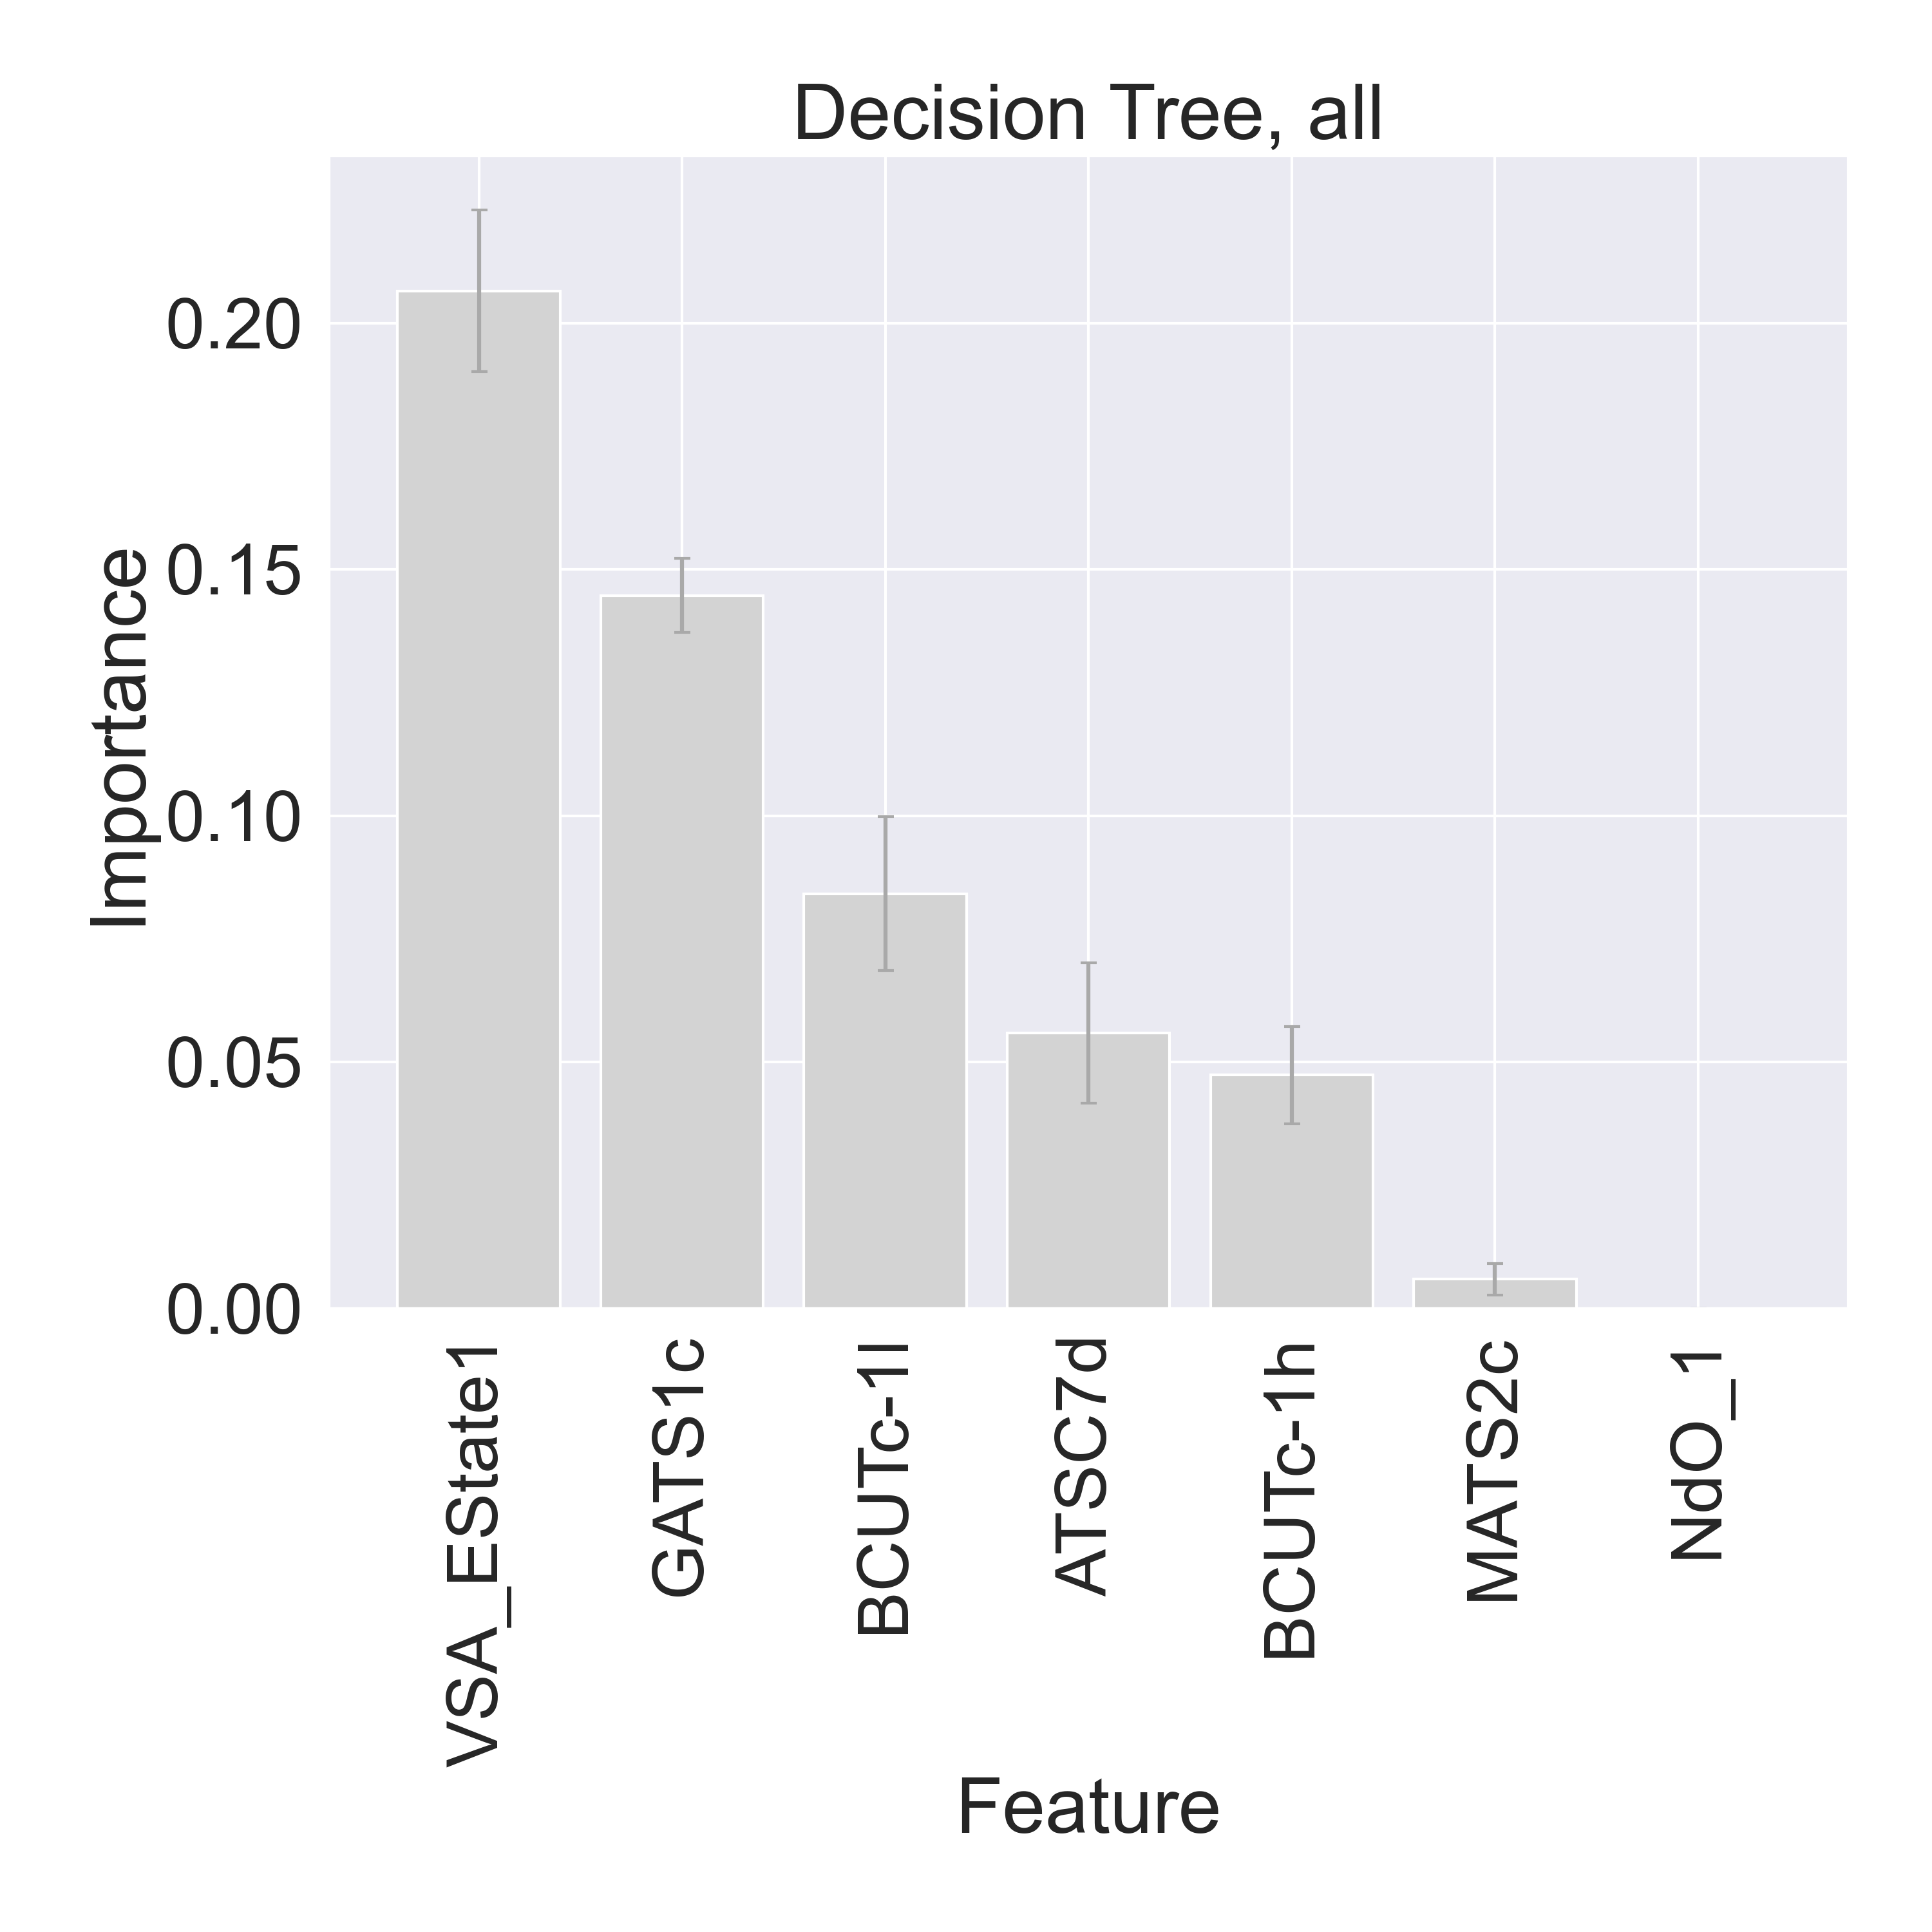 Decision Tree, all
Importance
0.20
0.15
0.10
0.05
0.00
VSA_EState1
GATS1c
BCUTc-1l
ATSC7d
BCUTc-1h
MATS2c
NdO_1
Feature